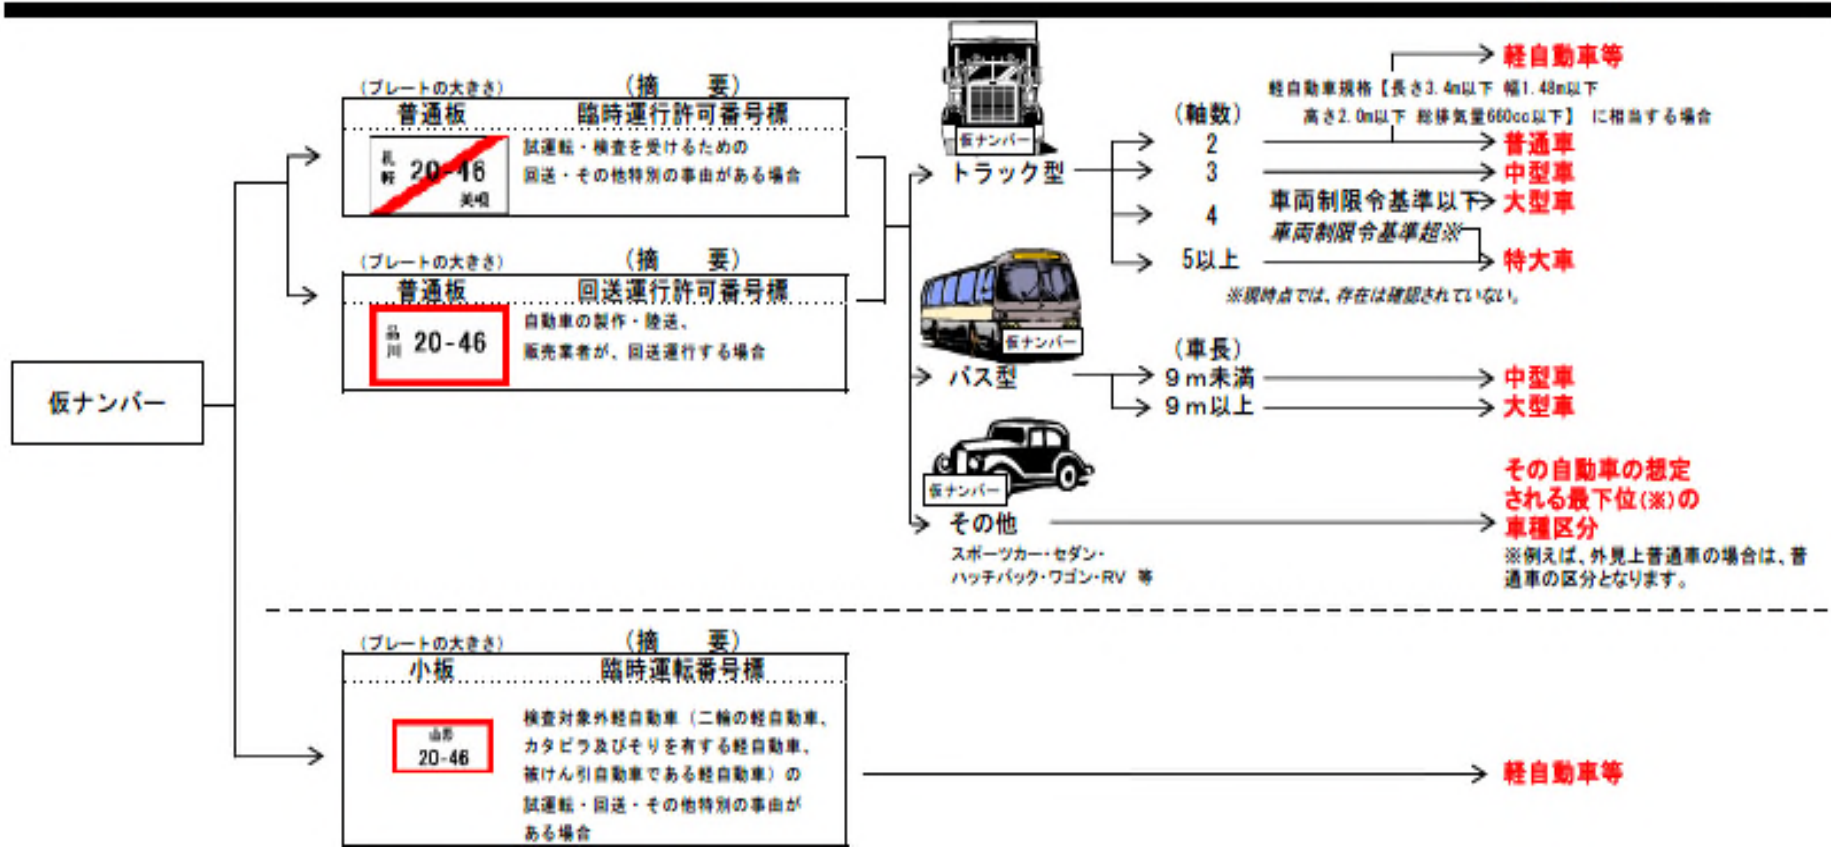 仮ナンバー
(プレートの大きさ) (摘　要)
普通板 臨時運行許可番号標
札幌
20-46
美唄
試運転・検査を受けるための
回送・その他特別の事由がある場合
(プレートの大きさ) (摘　要)
普通板 回送運行許可番号標
品川 20-46
自動車の製作・陸送、
販売業者が、回送運行する場合
仮ナンバー
トラック型
(軸数)
2
3
4
5以上
軽自動車等
軽自動車規格【長さ3.4m以下 幅1.48m以下
高さ2.0m以下 総排気量660cc以下】 に相当する場合
普通車
中型車
車両制限令基準以下 大型車
車両制限令基準超※
特大車
※現時点では、存在は確認されていない。
仮ナンバー
バス型
(車長)
9m未満 中型車
9m以上 大型車
仮ナンバー
その他
スポーツカー・セダン・
ハッチバック・ワゴン・RV 等
その自動車の想定
される最下位(※)の
車種区分
※例えば、外見上普通車の場合は、普
通車の区分となります。
(プレートの大きさ) (摘　要)
小板 臨時運転番号標
山形
20-46
検査対象外軽自動車（二輪の軽自動車、
カタピラ及びそりを有する軽自動車、
被けん引自動車である軽自動車）の
試運転・回送・その他特別の事由が
ある場合
軽自動車等